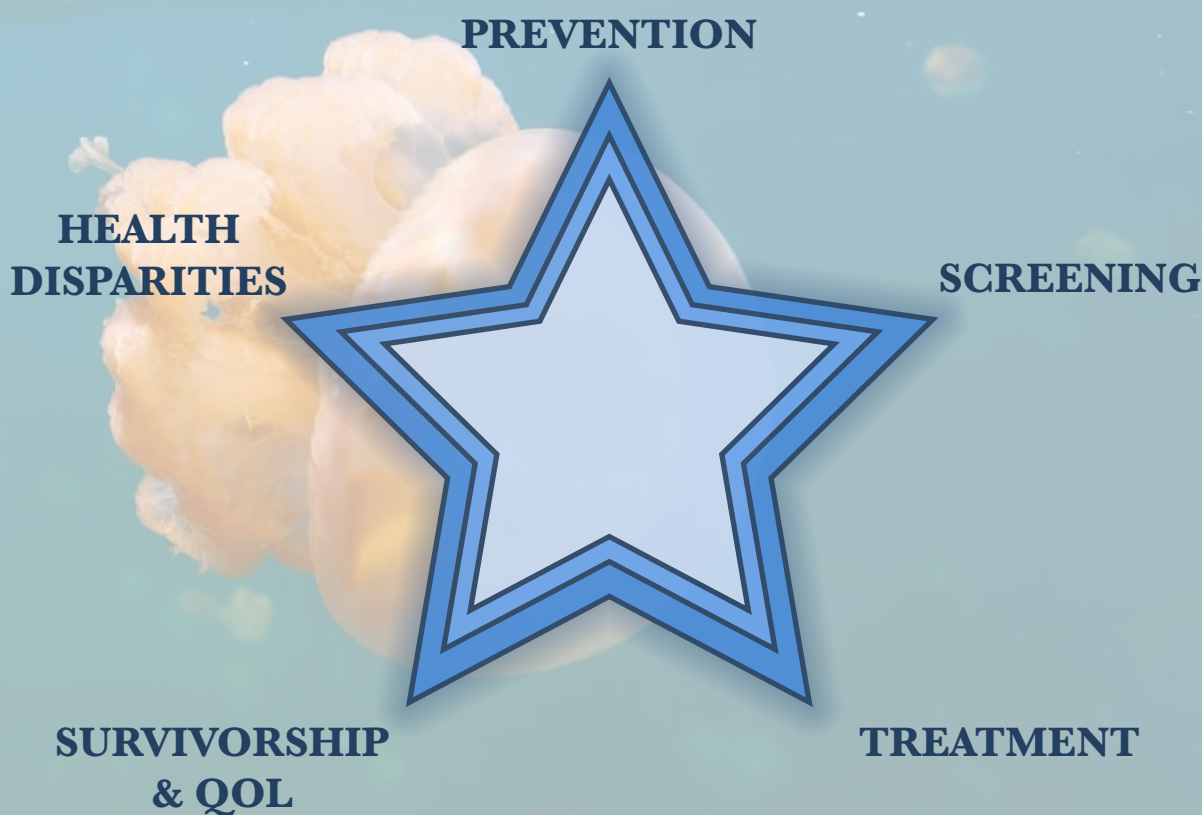 PREVENTION
HEALTH
DISPARITIES
SCREENING
SURVIVORSHIP
& QOL
TREATMENT